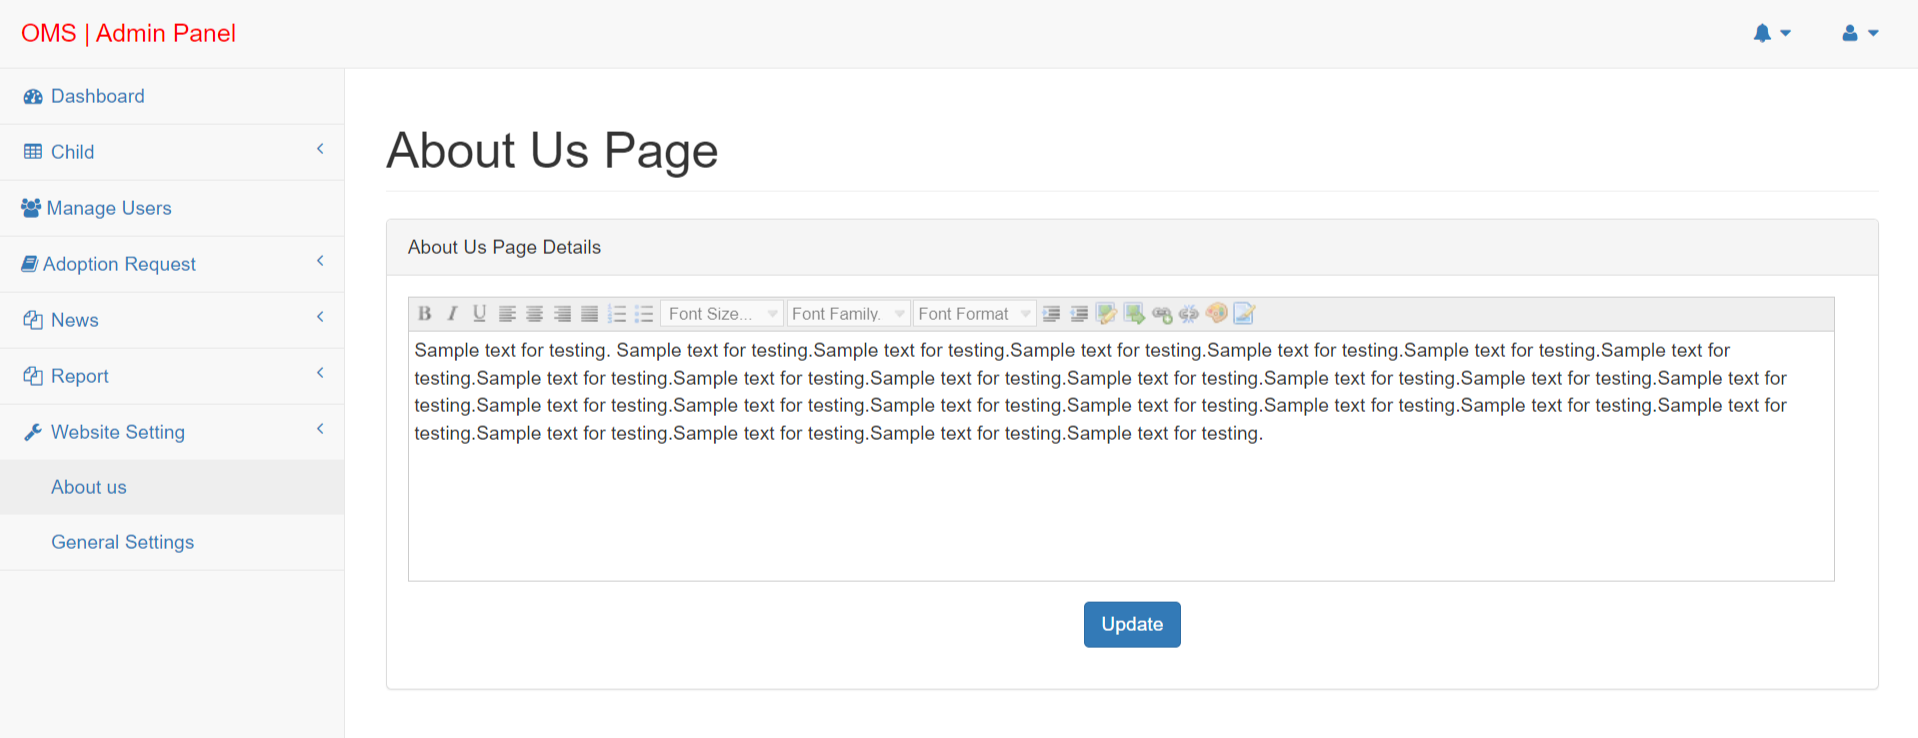 OMS | Admin Panel
Dashboard
Child
Manage Users
Adoption Request
News
Report
Website Setting
About us
General Settings
About Us Page
About Us Page Details
B I U Font Size... Font Family. Font Format
Sample text for testing. Sample text for testing.Sample text for testing.Sample text for testing.Sample text for testing.Sample text for testing.Sample text for
testing.Sample text for testing.Sample text for testing.Sample text for testing.Sample text for testing.Sample text for testing.Sample text for testing.Sample text for
testing.Sample text for testing.Sample text for testing.Sample text for testing.Sample text for testing.Sample text for testing.Sample text for testing.Sample text for
testing.Sample text for testing.Sample text for testing.Sample text for testing.Sample text for testing.
Update